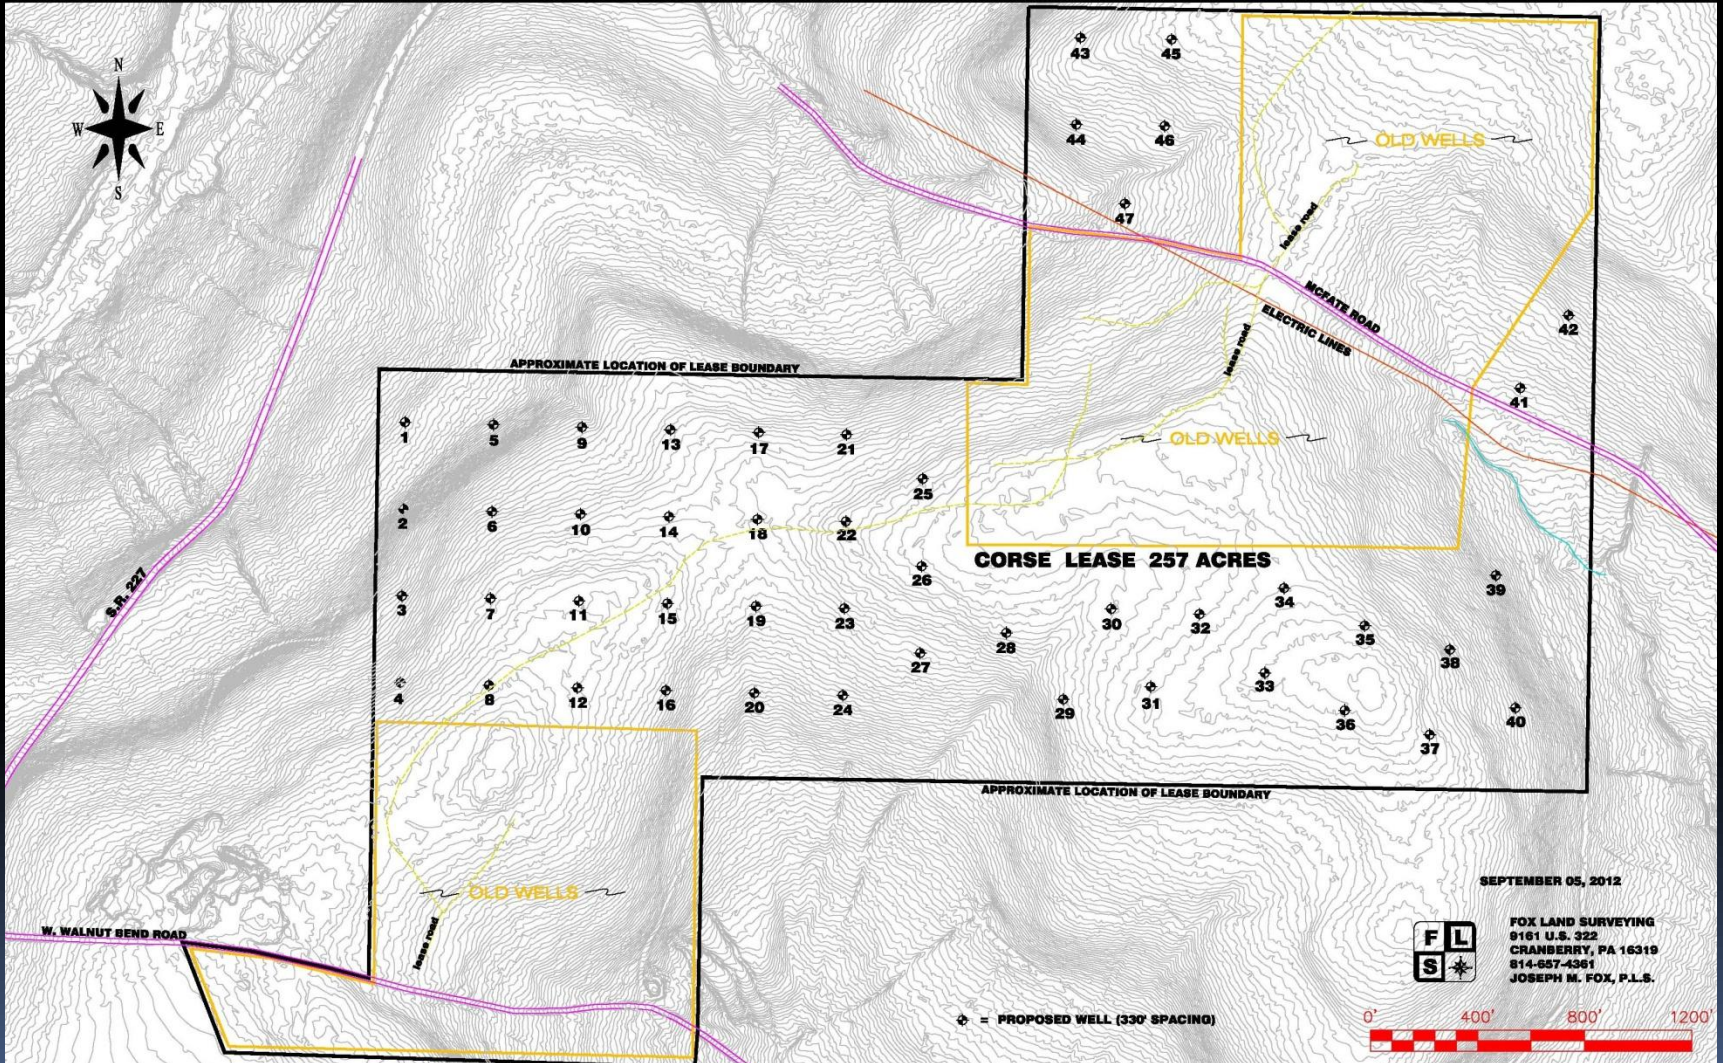 N
W E
S
43 45
44 46
OLD WELLS
47
lease road
MCFATE ROAD
ELECTRIC LINES
lease road
42
APPROXIMATE LOCATION OF LEASE BOUNDARY
41
1 5 9 13 17 21
OLD WELLS
25
2 6 10 14 18 22
CORSE LEASE 257 ACRES
26
39
S.R. 227
3 7 11 15 19 23
30 32 34
28 35
27 38
4 8 12 16 20 24
29 31 33 36 40
37
APPROXIMATE LOCATION OF LEASE BOUNDARY
OLD WELLS
lease road
W. WALNUT BEND ROAD
SEPTEMBER 05, 2012
F L
S
FOX LAND SURVEYING
9161 U.S. 322
CRANBERRY, PA 16319
814-657-4361
JOSEPH M. FOX, P.L.S.
= PROPOSED WELL (330' SPACING)
0' 400' 800' 1200'